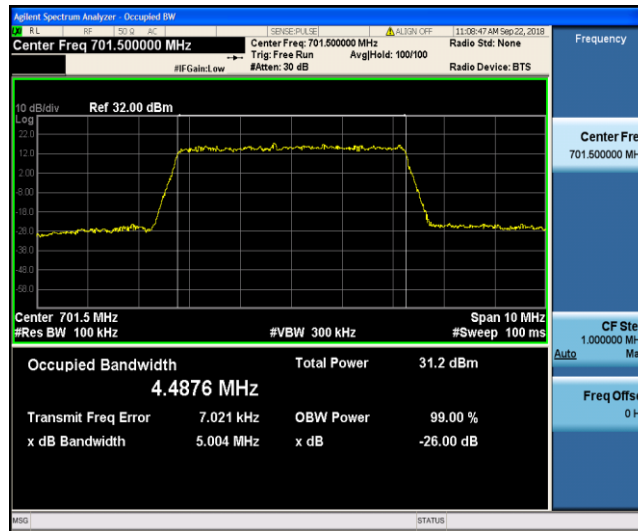 Agilent Spectrum Analyzer - Occupied BW
RL RF 50 Ω AC SENSE:PULSE ALIGN OFF 11:08:47 AM Sep 22, 2018
Center Freq 701.500000 MHz Center Freq: 701.500000 MHz Radio Std: None Frequency
Trig: Free Run Avg|Hold: 100/100
#IFGain:Low #Atten: 30 dB Radio Device: BTS
10 dB/div Ref 32.00 dBm
Log
22.0
12.0
2.00
-8.00
-18.0
-28.0
-38.0
-48.0
-58.0
Center Fre
701.500000 MH
Center 701.5 MHz Span 10 MHz
#Res BW 100 kHz #VBW 300 kHz #Sweep 100 ms
CF Ste
1.000000 MH
Auto Ma
Occupied Bandwidth Total Power 31.2 dBm
4.4876 MHz
Transmit Freq Error 7.021 kHz OBW Power 99.00 %
x dB Bandwidth 5.004 MHz x dB -26.00 dB
Freq Offse
0 H
MSG STATUS